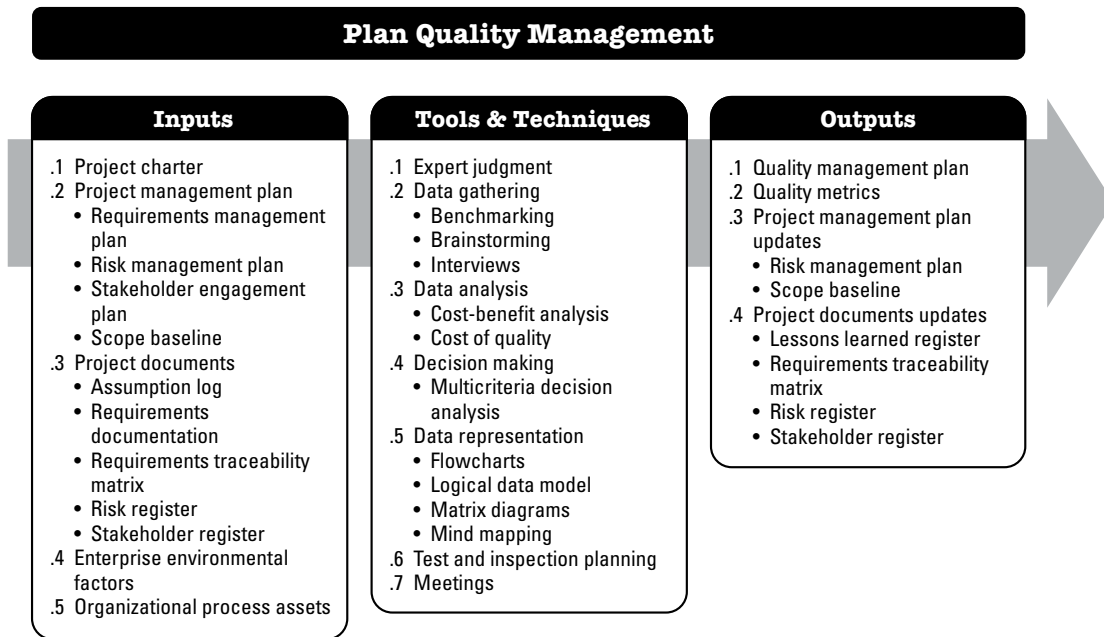 Plan Quality Management
Inputs
.1 Project charter
.2 Project management plan
• Requirements management
plan
• Risk management plan
• Stakeholder engagement
plan
• Scope baseline
.3 Project documents
• Assumption log
• Requirements
documentation
• Requirements traceability
matrix
• Risk register
• Stakeholder register
.4 Enterprise environmental
factors
.5 Organizational process assets
Tools & Techniques
.1 Expert judgment
.2 Data gathering
• Benchmarking
• Brainstorming
• Interviews
.3 Data analysis
• Cost-benefit analysis
• Cost of quality
.4 Decision making
• Multicriteria decision
analysis
.5 Data representation
• Flowcharts
• Logical data model
• Matrix diagrams
• Mind mapping
.6 Test and inspection planning
.7 Meetings
Outputs
.1 Quality management plan
.2 Quality metrics
.3 Project management plan
updates
• Risk management plan
• Scope baseline
.4 Project documents updates
• Lessons learned register
• Requirements traceability
matrix
• Risk register
• Stakeholder register